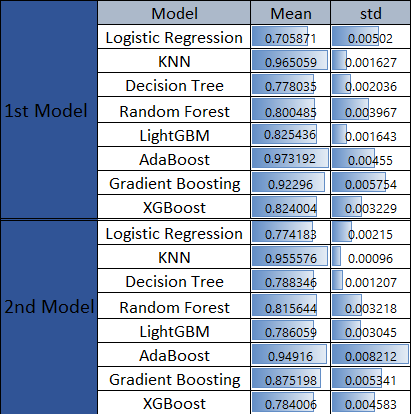 Model Mean std
1st Model
Logistic Regression 0.705871 0.00502
KNN 0.965059 0.001627
Decision Tree 0.778035 0.002036
Random Forest 0.800485 0.003967
LightGBM 0.825436 0.001643
AdaBoost 0.973192 0.00455
Gradient Boosting 0.92296 0.005754
XGBoost 0.824004 0.003229
2nd Model
Logistic Regression 0.774183 0.00215
KNN 0.955576 0.00096
Decision Tree 0.788346 0.001207
Random Forest 0.815644 0.003218
LightGBM 0.786059 0.003045
AdaBoost 0.94916 0.008212
Gradient Boosting 0.875198 0.005341
XGBoost 0.784006 0.004583